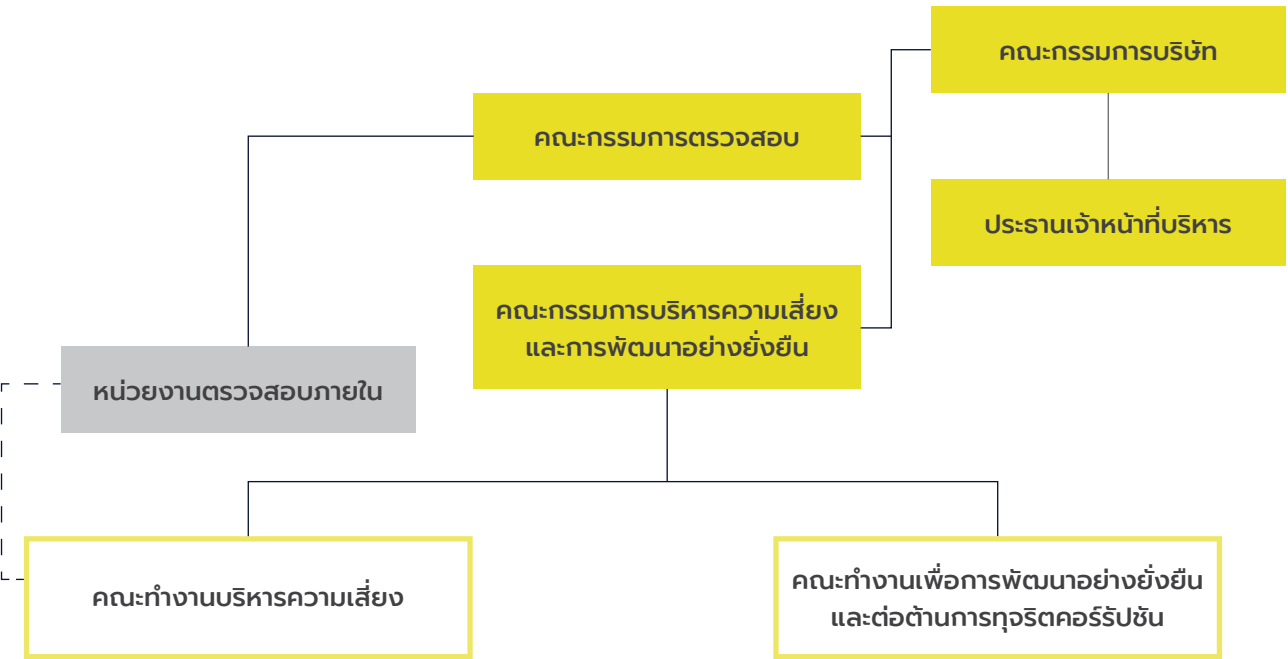 คณะกรรมการบริษัท
คณะกรรมการตรวจสอบ
ประธานเจ้าหน้าที่บริหาร
คณะกรรมการบริหารความเสี่ยง
และการพัฒนาอย่างยั่งยืน
หน่วยงานตรวจสอบภายใน
คณะทำงานบริหารความเสี่ยง
คณะทำงานเพื่อการพัฒนาอย่างยั่งยืน
และต่อต้านการทุจริตคอร์รัปชัน